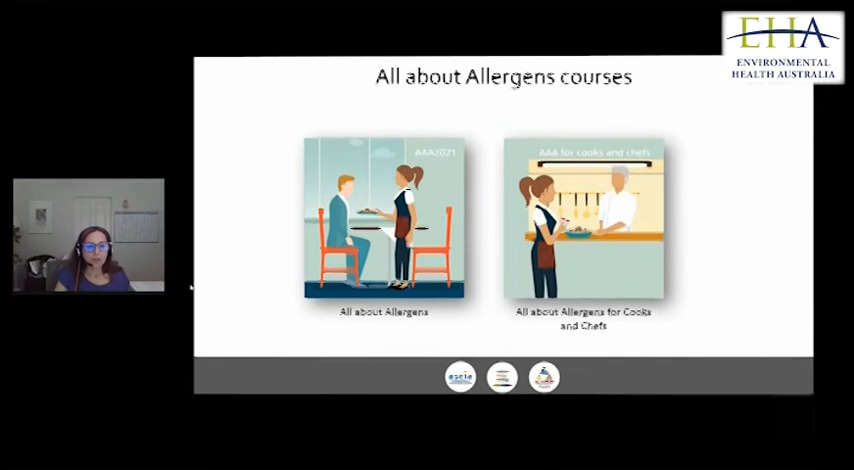 EHA
ENVIRONMENTAL
HEALTH AUSTRALIA
All about Allergens courses
AAA2021
AAA for cooks and chefs
All about Allergens
All about Allergens for Cooks
and Chefs
ascia